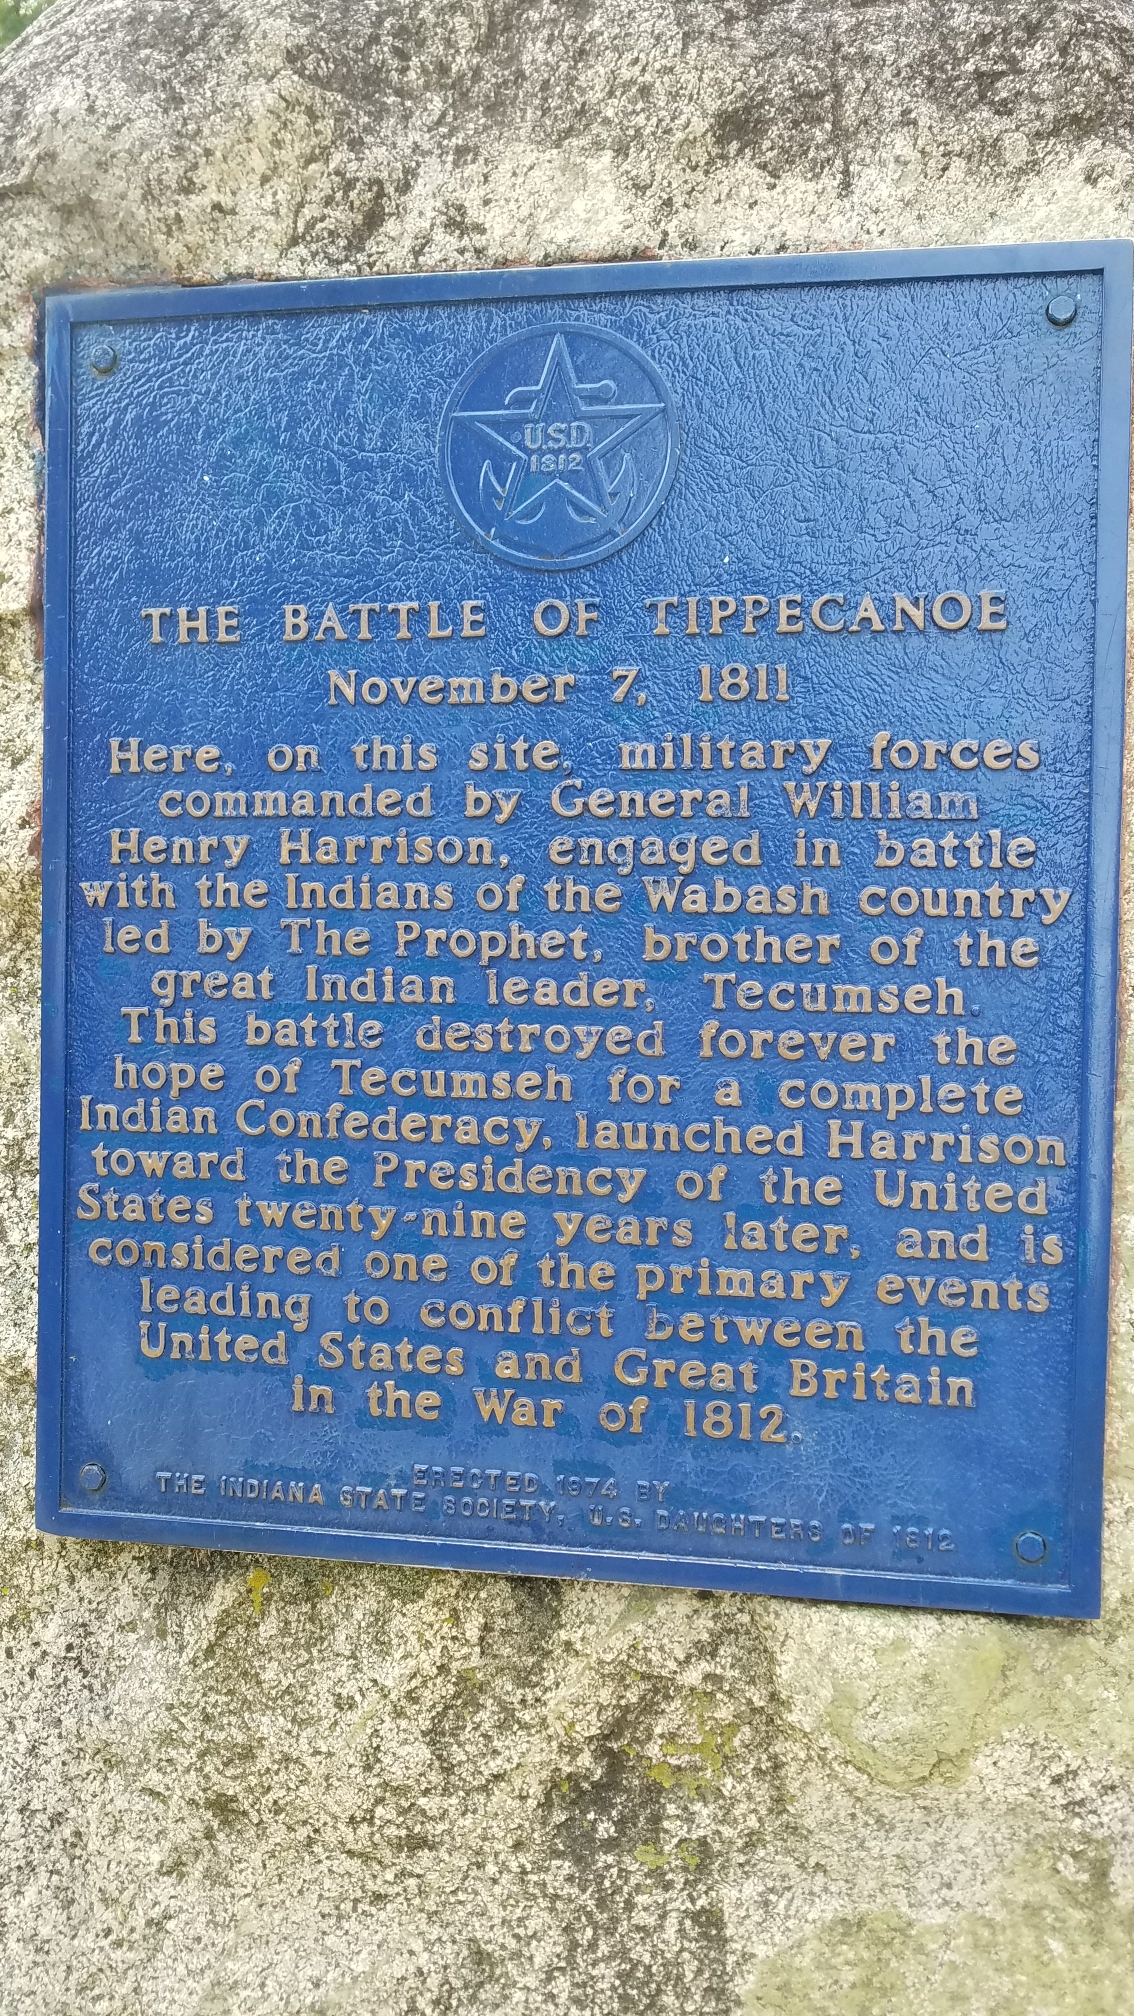 U.S.D.
1812
THE BATTLE OF TIPPECANOE
November 7, 1811
Here, on this site, military forces
commanded by General William
Henry Harrison, engaged in battle
with the Indians of the Wabash country
led by The Prophet, brother of the
great Indian leader, Tecumseh.
This battle destroyed forever the
hope of Tecumseh for a complete
Indian Confederacy, launched Harrison
toward the Presidency of the United
States twenty-nine years later, and is
considered one of the primary events
leading to conflict between the
United States and Great Britain
in the War of 1812.
ERECTED 1974 BY
THE INDIANA STATE SOCIETY, U.S. DAUGHTERS OF 1812